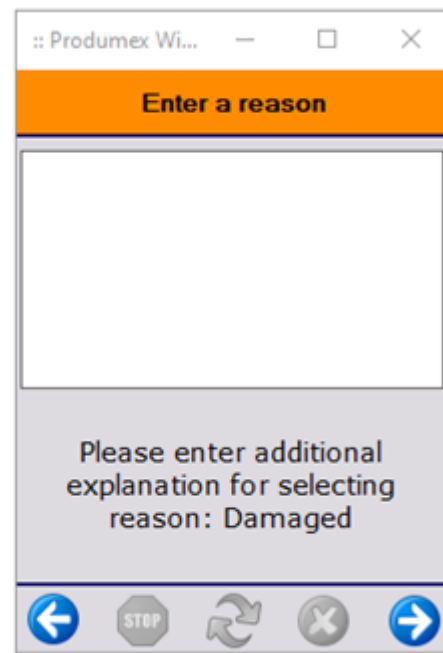 :: Produmex Wi...
Enter a reason
Please enter additional
explanation for selecting
reason: Damaged
STOP